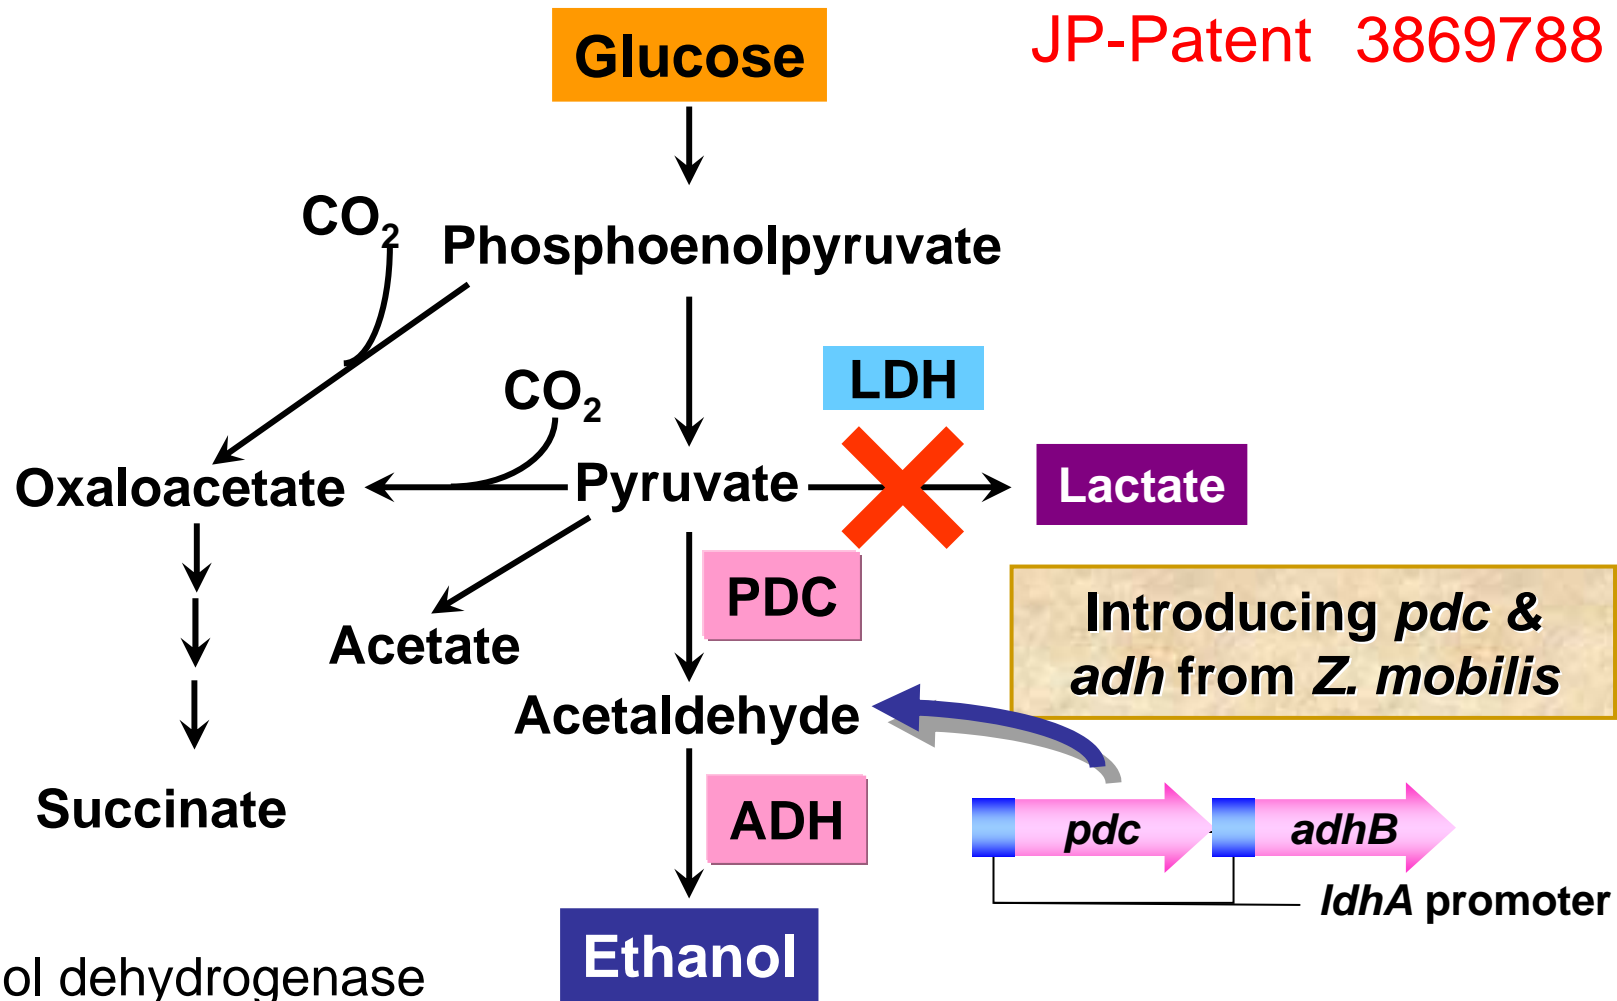 Glucose
JP-Patent 3869788
CO2
Phosphoenolpyruvate
CO2
LDH
Oxaloacetate
Pyruvate
Lactate
PDC
Introducing pdc &
adh from Z. mobilis
Acetate
Acetaldehyde
Succinate
ADH
pdc
adhB
ldhA promoter
Ethanol
ol dehydrogenase